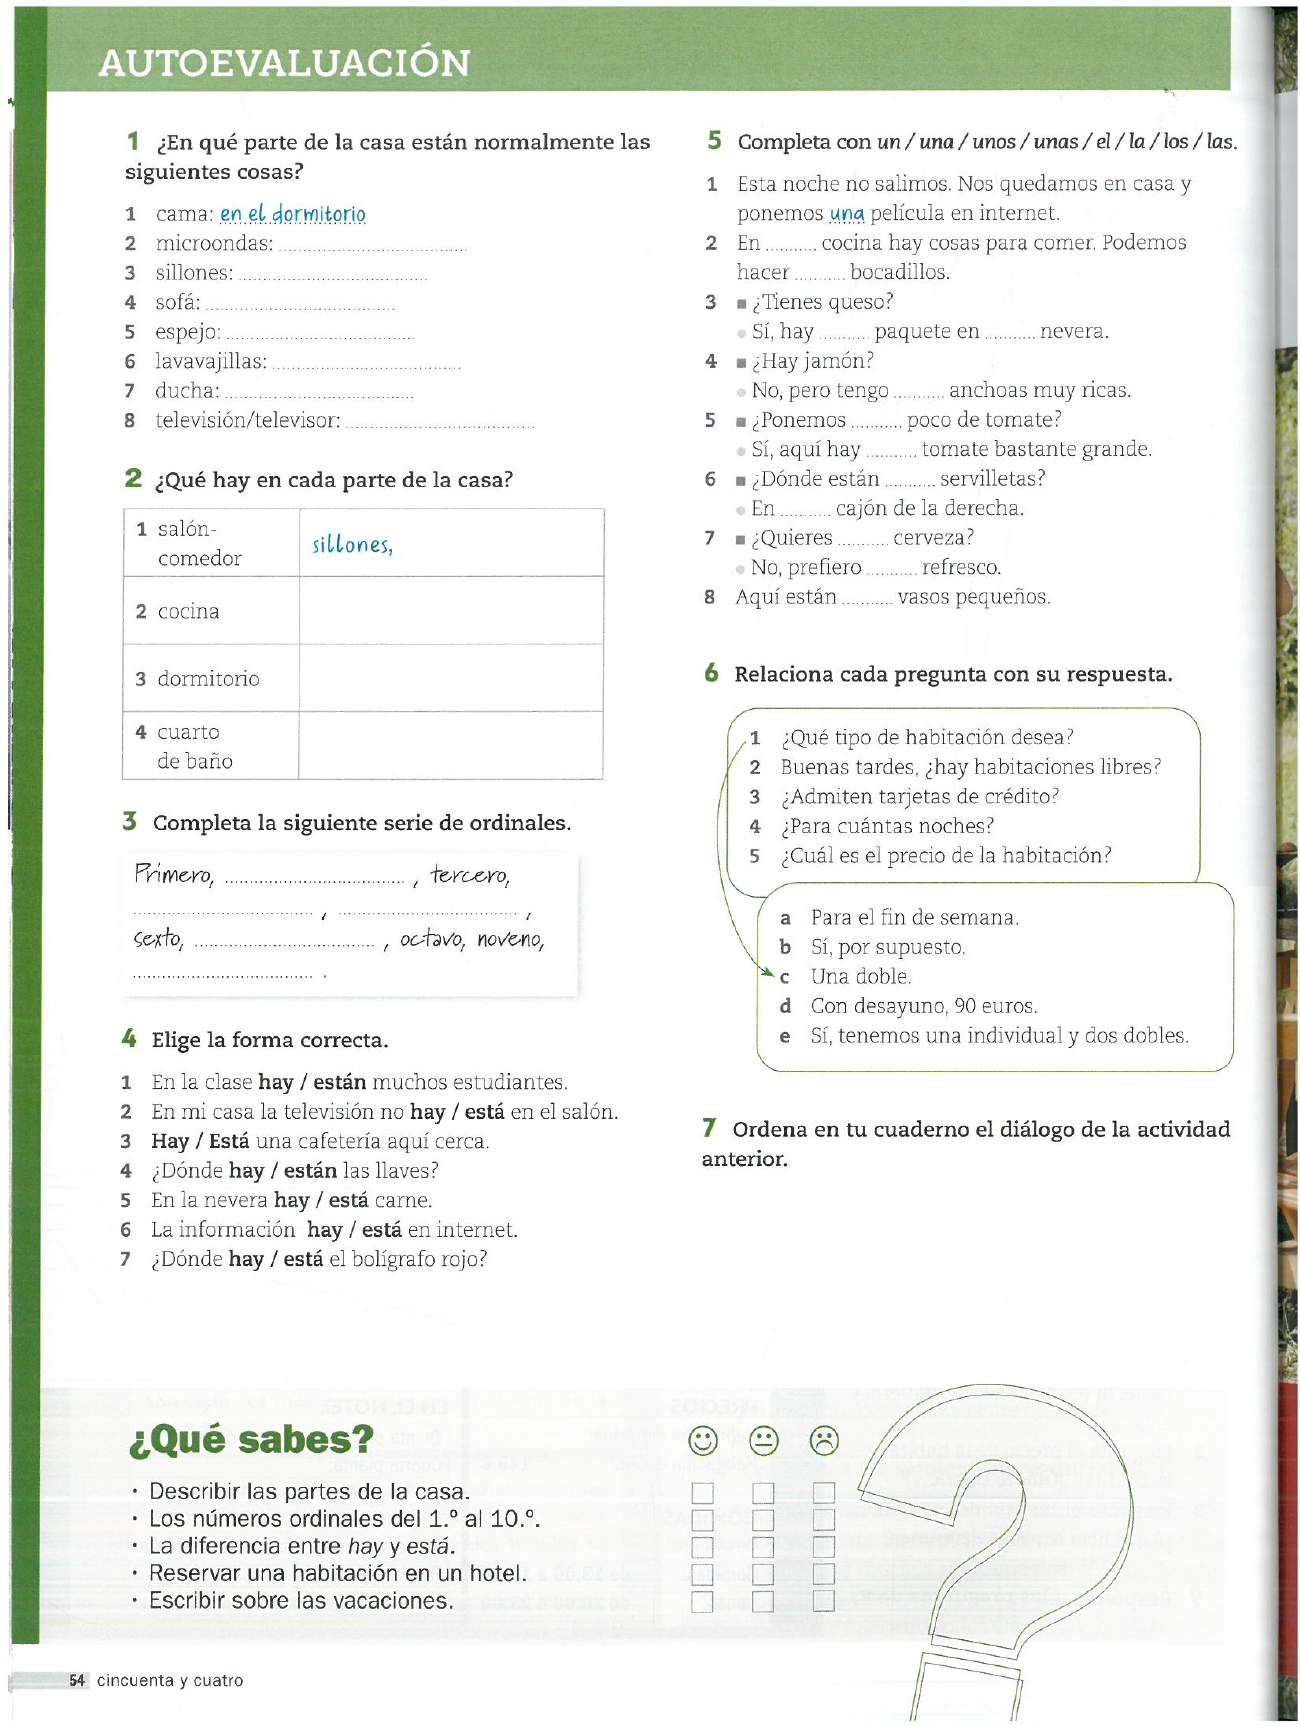 AUTOEVALUACIÓN
1 ¿En qué parte de la casa están normalmente las
siguientes cosas?
1 cama: en el dormitorio
2 microondas:
3 sillones:
4 sofá:
5 espejo:
6 lavavajillas:
7 ducha:
8 televisión/televisor:
2 ¿Qué hay en cada parte de la casa?
1 salón-
comedor
sillones,
2 cocina
3 dormitorio
4 cuarto
de baño
3 Completa la siguiente serie de ordinales.
Primero, .......... , tercero,
.......... , .......... ,
sexto, .......... , octavo, noveno,
.......... .
4 Elige la forma correcta.
1 En la clase hay / están muchos estudiantes.
2 En mi casa la televisión no hay / está en el salón.
3 Hay / Está una cafetería aquí cerca.
4 ¿Dónde hay / están las llaves?
5 En la nevera hay / está carne.
6 La información hay / está en internet.
7 ¿Dónde hay / está el bolígrafo rojo?
5 Completa con un / una / unos / unas / el / la / los / las.
1 Esta noche no salimos. Nos quedamos en casa y
ponemos una película en internet.
2 En .......... cocina hay cosas para comer. Podemos
hacer .......... bocadillos.
3 ■ ¿Tienes queso?
● Sí, hay .......... paquete en .......... nevera.
4 ■ ¿Hay jamón?
● No, pero tengo .......... anchoas muy ricas.
5 ■ ¿Ponemos .......... poco de tomate?
● Sí, aquí hay .......... tomate bastante grande.
6 ■ ¿Dónde están .......... servilletas?
● En .......... cajón de la derecha.
7 ■ ¿Quieres .......... cerveza?
● No, prefiero .......... refresco.
8 Aquí están .......... vasos pequeños.
6 Relaciona cada pregunta con su respuesta.
1 ¿Qué tipo de habitación desea?
2 Buenas tardes, ¿hay habitaciones libres?
3 ¿Admiten tarjetas de crédito?
4 ¿Para cuántas noches?
5 ¿Cuál es el precio de la habitación?
a Para el fin de semana.
b Sí, por supuesto.
c Una doble.
d Con desayuno, 90 euros.
e Sí, tenemos una individual y dos dobles.
7 Ordena en tu cuaderno el diálogo de la actividad
anterior.
¿Qué sabes?
· Describir las partes de la casa.
· Los números ordinales del 1.º al 10.º.
· La diferencia entre hay y está.
· Reservar una habitación en un hotel.
· Escribir sobre las vacaciones.
54 cincuenta y cuatro